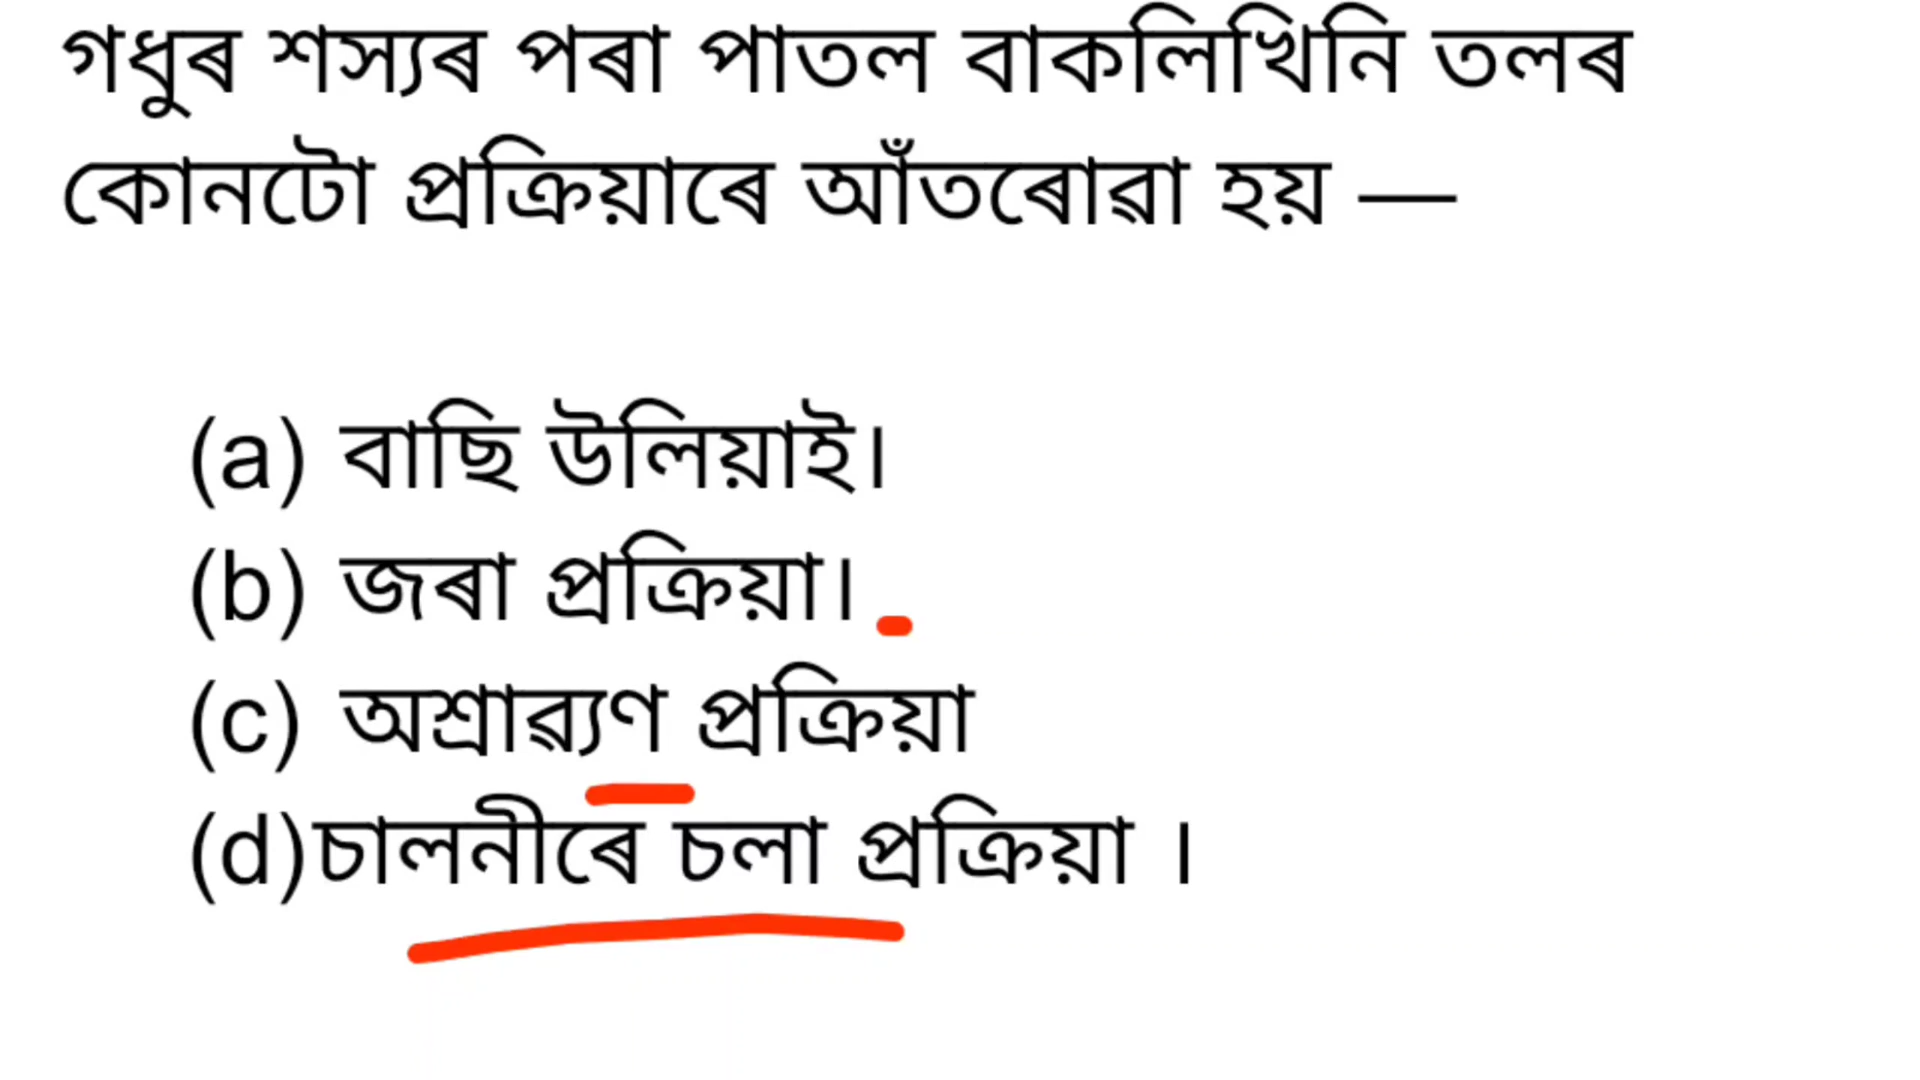 গধুৰ শস্যৰ পৰা পাতল বাকলিখিনি তলৰ
কোনটো প্ৰক্ৰিয়াৰে আঁতৰোৱা হয় —
(a) বাছি উলিয়াই।
(b) জৰা প্ৰক্ৰিয়া।
(c) অশ্ৰাৱ্যণ প্ৰক্ৰিয়া
(d)চালনীৰে চলা প্ৰক্ৰিয়া ।